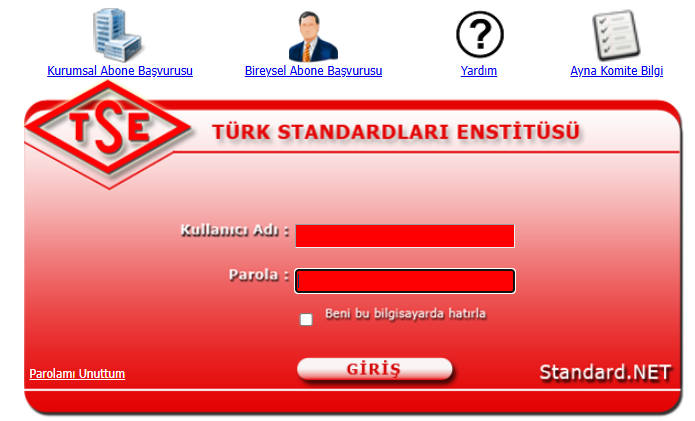 Kurumsal Abone Başvurusu
Bireysel Abone Başvurusu
Yardım
Ayna Komite Bilgi
TSE
TÜRK STANDARDLARI ENSTİTÜSÜ
Kullanıcı Adı :
Parola :
Beni bu bilgisayarda hatırla
GİRİŞ
Parolamı Unuttum
Standard.NET